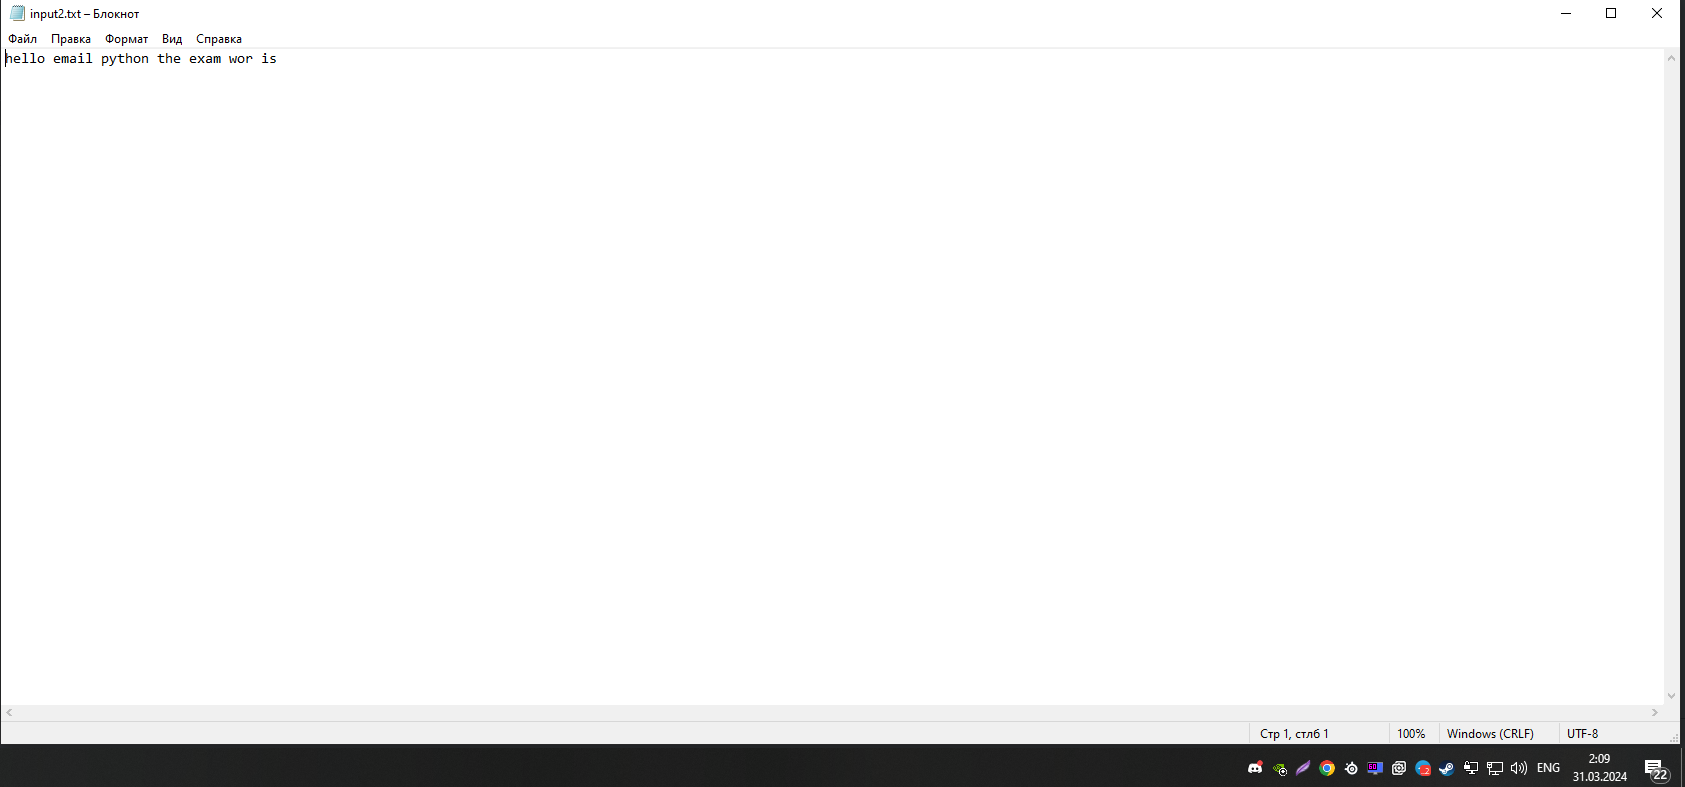 input2.txt – Блокнот
Файл Правка Формат Вид Справка
hello email python the exam wor is
Стр 1, стлб 1 100% Windows (CRLF) UTF-8
ENG 2:09
31.03.2024 22